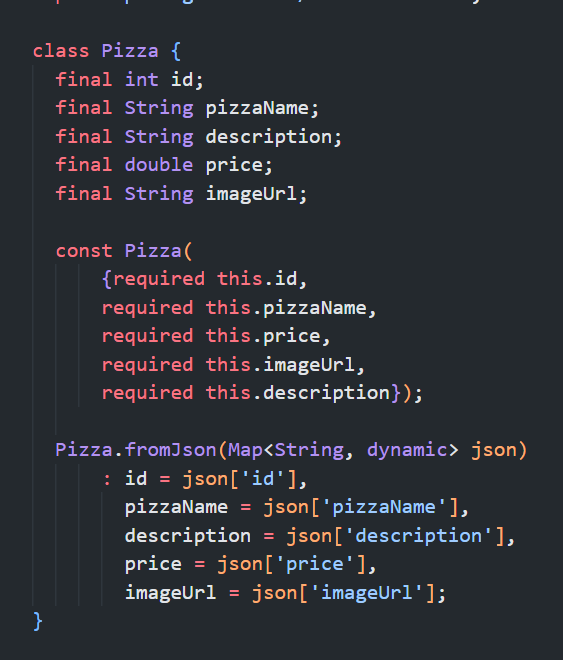 class Pizza {
  final int id;
  final String pizzaName;
  final String description;
  final double price;
  final String imageUrl;

  const Pizza(
      {required this.id,
      required this.pizzaName,
      required this.price,
      required this.imageUrl,
      required this.description});

  Pizza.fromJson(Map<String, dynamic> json)
      : id = json['id'],
        pizzaName = json['pizzaName'],
        description = json['description'],
        price = json['price'],
        imageUrl = json['imageUrl'];
}